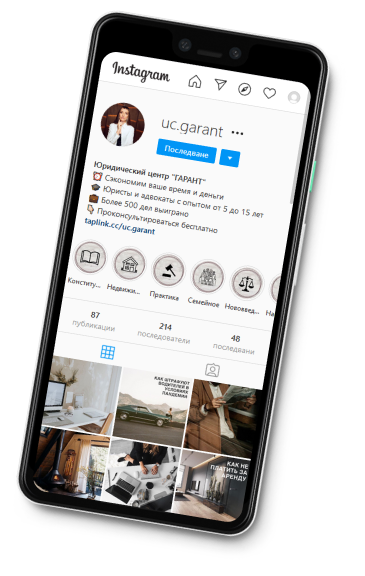 Instagram
uc.garant
Последване
Юридический центр "ГАРАНТ"
Сэкономим ваше время и деньги
Юристы и адвокаты с опытом от 5 до 15 лет
Более 500 дел выиграно
Проконсультироваться бесплатно
taplink.cc/uc.garant
Конститу... Недвижи... Практика Семейное Нововвед... На
87 214 48
публикации последователи последвани
КАК ШТРАФУЮТ
ВОДИТЕЛЕЙ В
УСЛОВИЯХ
ПАНДЕМИИ
КАК НЕ
ПЛАТИТЬ ЗА
АРЕНДУ